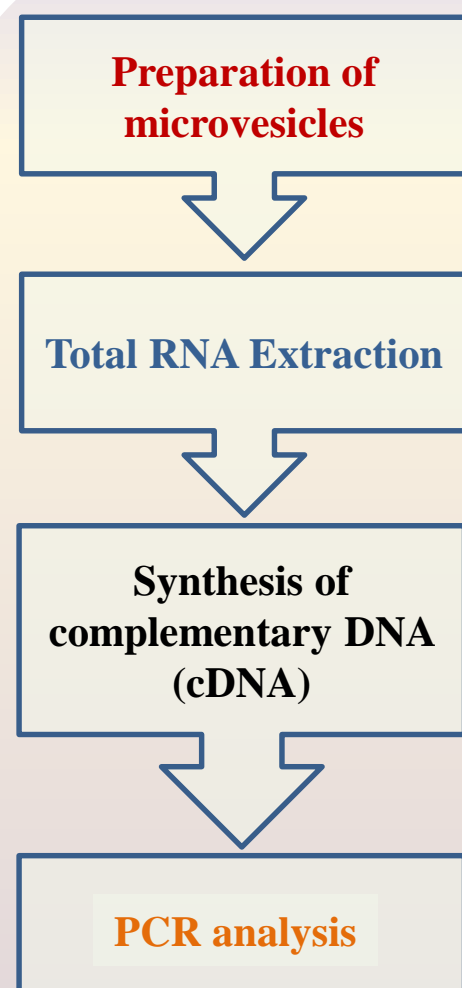 Preparation of
microvesicles
Total RNA Extraction
Synthesis of
complementary DNA
(cDNA)
PCR analysis